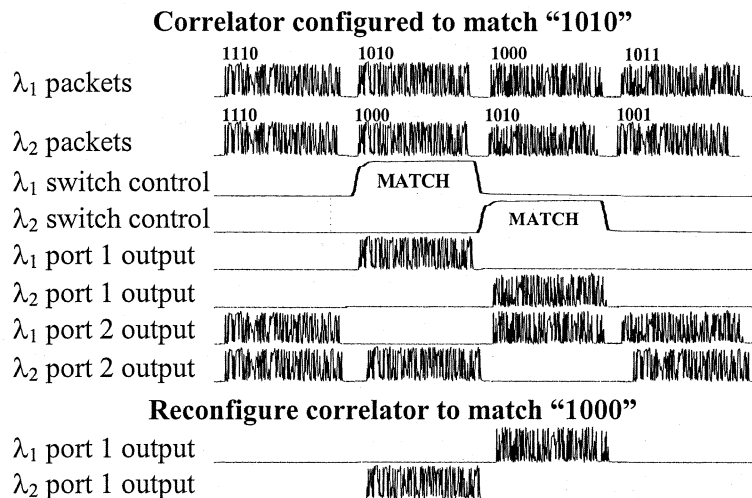 Correlator configured to match “1010”
1110 1010 1000 1011
λ1 packets
1110 1000 1010 1001
λ2 packets
λ1 switch control MATCH
λ2 switch control MATCH
λ1 port 1 output
λ2 port 1 output
λ1 port 2 output
λ2 port 2 output
Reconfigure correlator to match “1000”
λ1 port 1 output
λ2 port 1 output